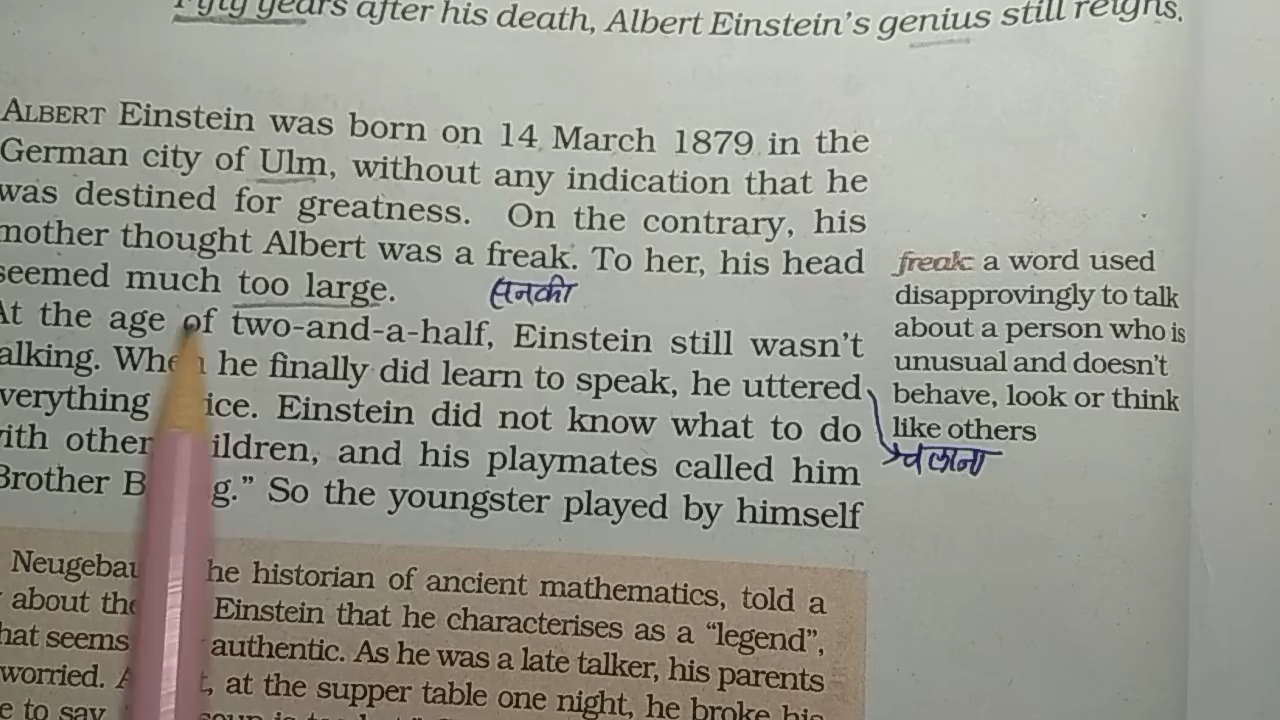 Fifty years after his death, Albert Einstein's genius still reigns.
ALBERT Einstein was born on 14 March 1879 in the
German city of Ulm, without any indication that he
was destined for greatness. On the contrary, his
mother thought Albert was a freak. To her, his head
seemed much too large.
सनकी
At the age of two-and-a-half, Einstein still wasn't
alking. When he finally did learn to speak, he uttered
verything ice. Einstein did not know what to do
ith other ildren, and his playmates called him
Brother B g." So the youngster played by himself
freak: a word used
disapprovingly to talk
about a person who is
unusual and doesn't
behave, look or think
like others
Neugebau he historian of ancient mathematics, told a
about the Einstein that he characterises as a "legend",
hat seems authentic. As he was a late talker, his parents
worried. A t, at the supper table one night, he broke his
e to say